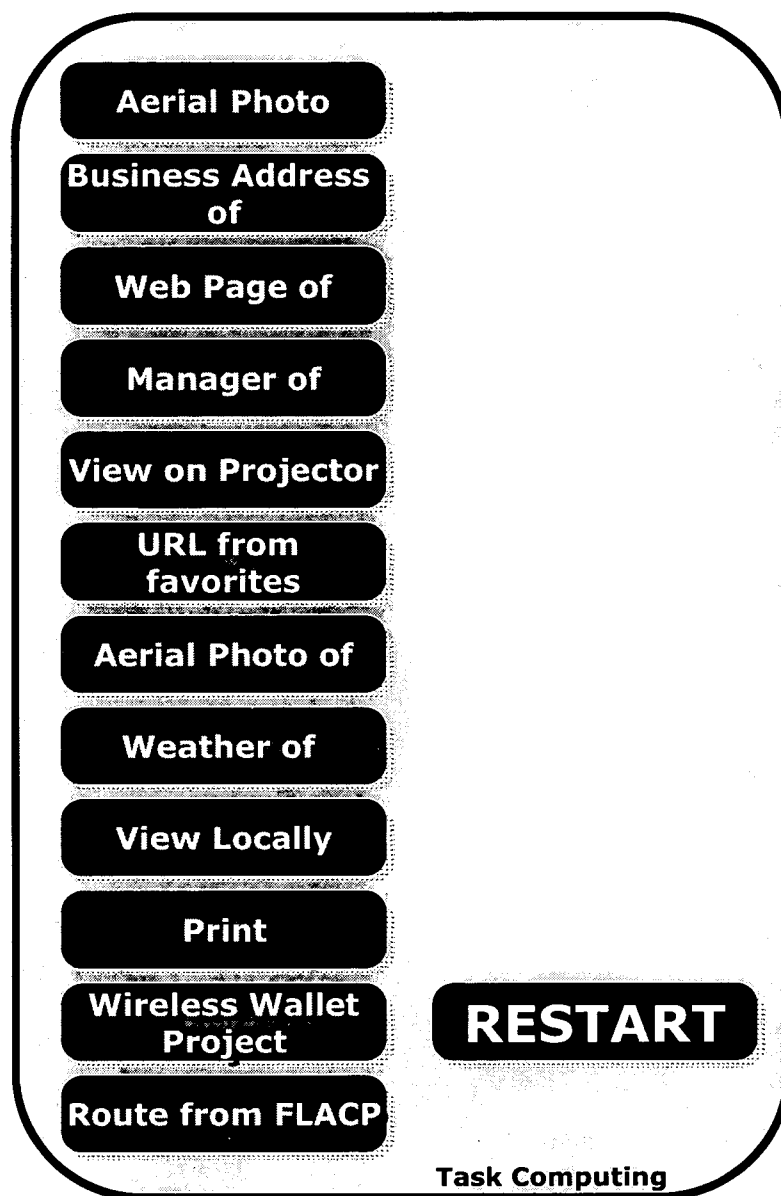 Aerial Photo
Business Address
of
Web Page of
Manager of
View on Projector
URL from
favorites
Aerial Photo of
Weather of
View Locally
Print
Wireless Wallet
Project
Route from FLACP
RESTART
Task Computing